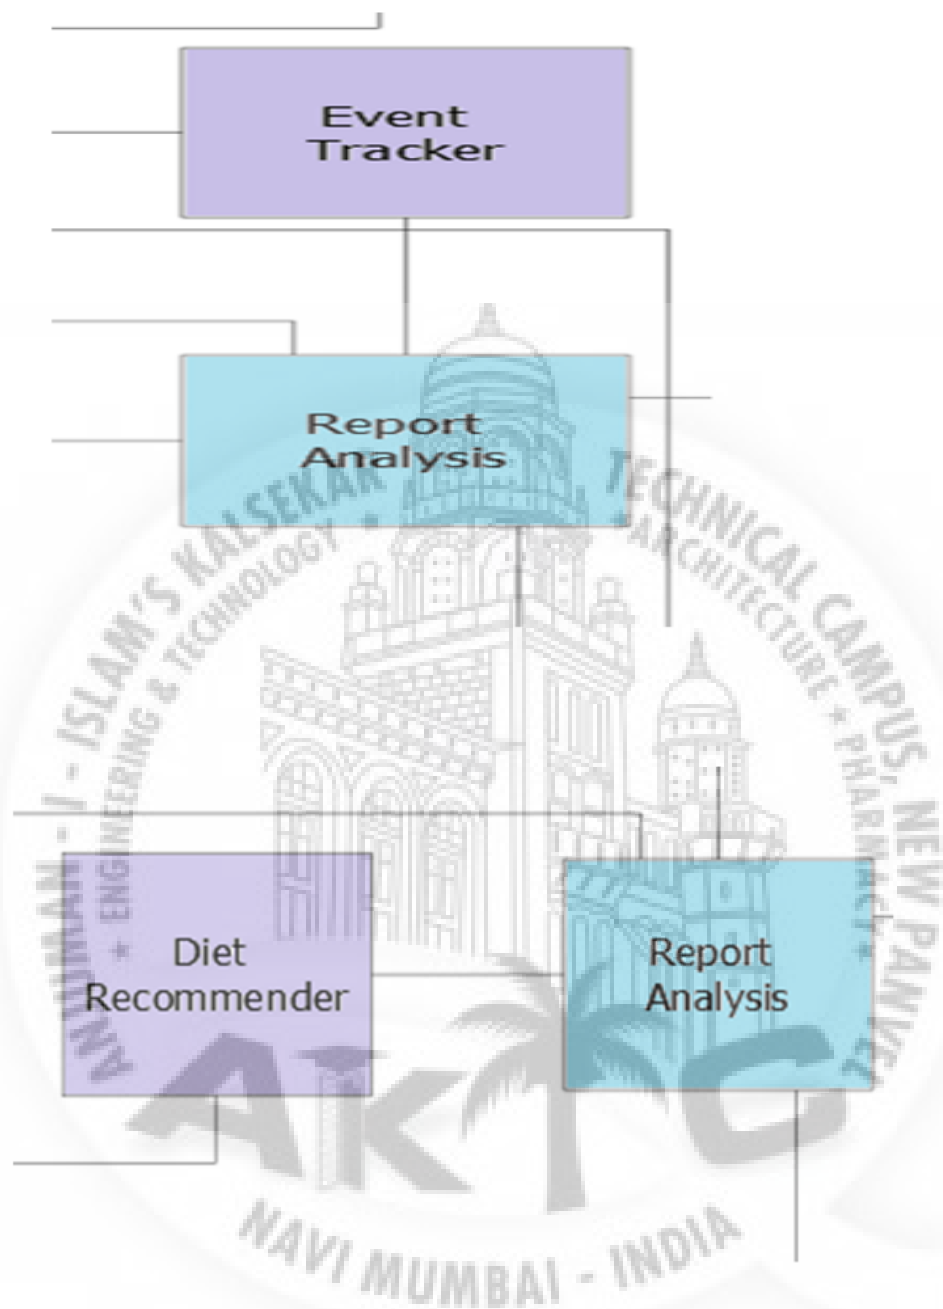 Event
Tracker
Report
Analysis
ANJUMAN - I - ISLAM'S KALSEKAR TECHNICAL CAMPUS, NEW PANVEL
ENGINEERING & TECHNOLOGY * ARCHITECTURE * PHARMACY *
Diet
Recommender
Report
Analysis
AKTC
NAVI MUMBAI - INDIA